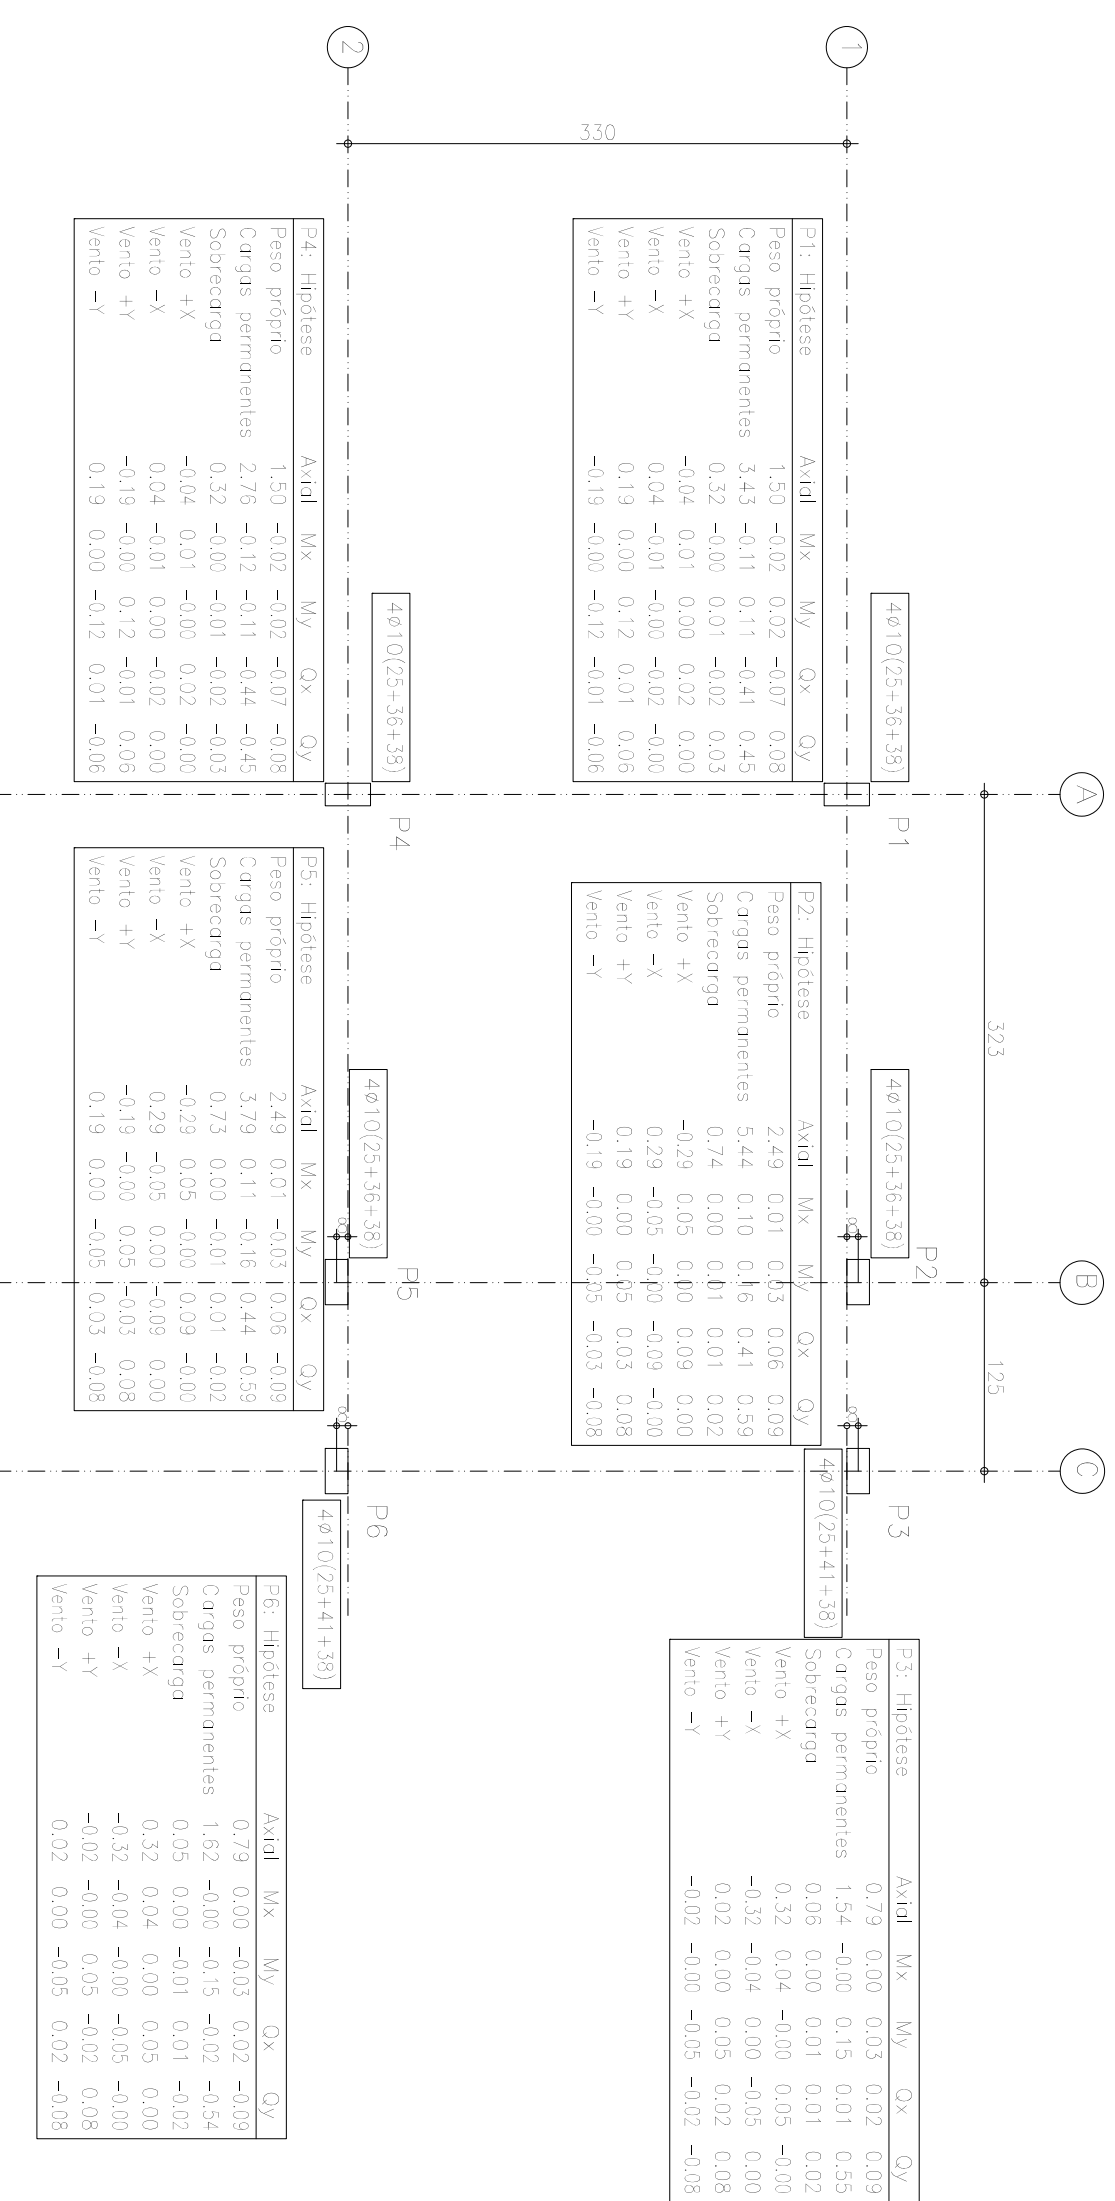 A
B
C
323
125
1
2
330
P1
P2
P3
4ø10(25+36+38)
4ø10(25+36+38)
4ø10(25+41+38)
8
8
P1: Hipótese Axial Mx My Qx Qy
Peso próprio 1.50 -0.02 0.02 -0.07 0.08
Cargas permanentes 3.43 -0.11 0.11 -0.41 0.45
Sobrecarga 0.32 -0.00 0.01 -0.02 0.03
Vento +X -0.04 0.01 0.00 0.02 0.00
Vento -X 0.04 -0.01 -0.00 -0.02 -0.00
Vento +Y 0.19 0.00 0.12 0.01 0.06
Vento -Y -0.19 -0.00 -0.12 -0.01 -0.06
P2: Hipótese Axial Mx My Qx Qy
Peso próprio 2.49 0.01 0.03 0.06 0.09
Cargas permanentes 5.44 0.10 0.16 0.41 0.59
Sobrecarga 0.74 0.00 0.01 0.01 0.02
Vento +X -0.29 0.05 0.00 0.09 0.00
Vento -X 0.29 -0.05 -0.00 -0.09 -0.00
Vento +Y 0.19 0.00 0.05 0.03 0.08
Vento -Y -0.19 -0.00 -0.05 -0.03 -0.08
P3: Hipótese Axial Mx My Qx Qy
Peso próprio 0.79 0.00 0.03 0.02 0.09
Cargas permanentes 1.54 -0.00 0.15 0.01 0.55
Sobrecarga 0.06 0.00 0.01 0.01 0.02
Vento +X 0.32 0.04 -0.00 0.05 -0.00
Vento -X -0.32 -0.04 0.00 -0.05 0.00
Vento +Y 0.02 0.00 0.05 0.02 0.08
Vento -Y -0.02 -0.00 -0.05 -0.02 -0.08
P4
P5
P6
4ø10(25+36+38)
4ø10(25+36+38)
4ø10(25+41+38)
8
8
P4: Hipótese Axial Mx My Qx Qy
Peso próprio 1.50 -0.02 -0.02 -0.07 -0.08
Cargas permanentes 2.76 -0.12 -0.11 -0.44 -0.45
Sobrecarga 0.32 -0.00 -0.01 -0.02 -0.03
Vento +X -0.04 0.01 -0.00 0.02 -0.00
Vento -X 0.04 -0.01 0.00 -0.02 0.00
Vento +Y -0.19 -0.00 0.12 -0.01 0.06
Vento -Y 0.19 0.00 -0.12 0.01 -0.06
P5: Hipótese Axial Mx My Qx Qy
Peso próprio 2.49 0.01 -0.03 0.06 -0.09
Cargas permanentes 3.79 0.11 -0.16 0.44 -0.59
Sobrecarga 0.73 0.00 -0.01 0.01 -0.02
Vento +X -0.29 0.05 -0.00 0.09 -0.00
Vento -X 0.29 -0.05 0.00 -0.09 0.00
Vento +Y -0.19 -0.00 0.05 -0.03 0.08
Vento -Y 0.19 0.00 -0.05 0.03 -0.08
P6: Hipótese Axial Mx My Qx Qy
Peso próprio 0.79 0.00 -0.03 0.02 -0.09
Cargas permanentes 1.62 -0.00 -0.15 -0.02 -0.54
Sobrecarga 0.05 0.00 -0.01 0.01 -0.02
Vento +X 0.32 0.04 0.00 0.05 0.00
Vento -X -0.32 -0.04 -0.00 -0.05 -0.00
Vento +Y -0.02 -0.00 0.05 -0.02 0.08
Vento -Y 0.02 0.00 -0.05 0.02 -0.08